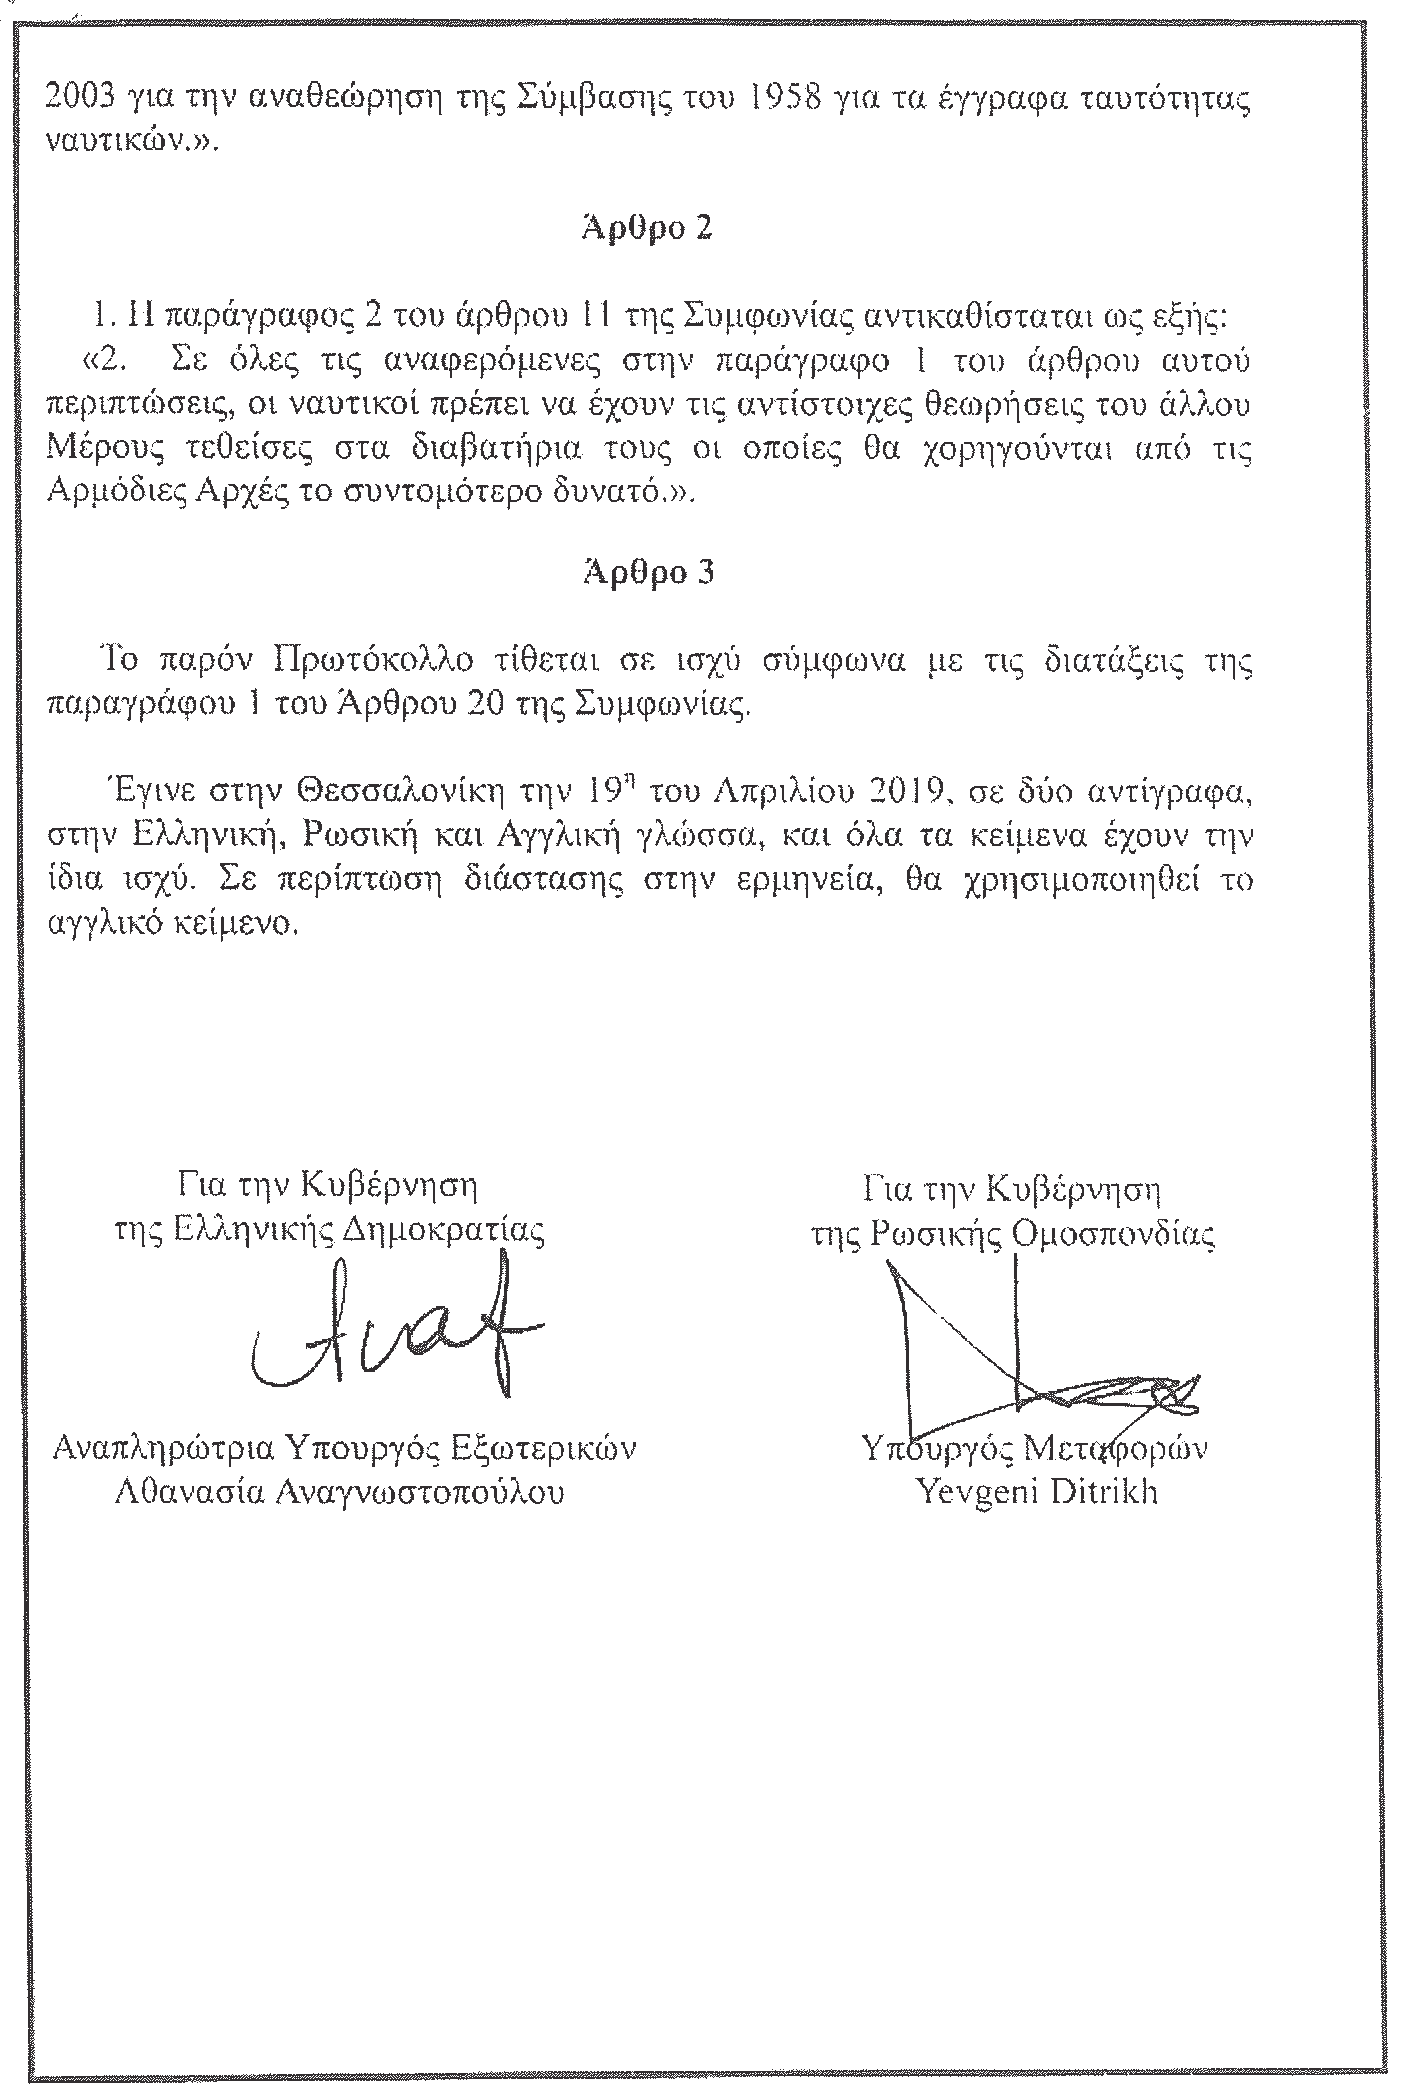 2003 για την αναθεώρηση της Σύμβασης του 1958 για τα έγγραφα ταυτότητας
ναυτικών.».
Άρθρο 2
1. Η παράγραφος 2 του άρθρου 11 της Συμφωνίας αντικαθίσταται ως εξής:
«2. Σε όλες τις αναφερόμενες στην παράγραφο 1 του άρθρου αυτού
περιπτώσεις, οι ναυτικοί πρέπει να έχουν τις αντίστοιχες θεωρήσεις του άλλου
Μέρους τεθείσες στα διαβατήρια τους οι οποίες θα χορηγούνται από τις
Αρμόδιες Αρχές το συντομότερο δυνατό.».
Άρθρο 3
Το παρόν Πρωτόκολλο τίθεται σε ισχύ σύμφωνα με τις διατάξεις της
παραγράφου 1 του Άρθρου 20 της Συμφωνίας.
Έγινε στην Θεσσαλονίκη την 19η του Απριλίου 2019, σε δύο αντίγραφα,
στην Ελληνική, Ρωσική και Αγγλική γλώσσα, και όλα τα κείμενα έχουν την
ίδια ισχύ. Σε περίπτωση διάστασης στην ερμηνεία, θα χρησιμοποιηθεί το
αγγλικό κείμενο.
Για την Κυβέρνηση
της Ελληνικής Δημοκρατίας
Αναπληρώτρια Υπουργός Εξωτερικών
Αθανασία Αναγνωστοπούλου
Για την Κυβέρνηση
της Ρωσικής Ομοσπονδίας
Υπουργός Μεταφορών
Yevgeni Ditrikh